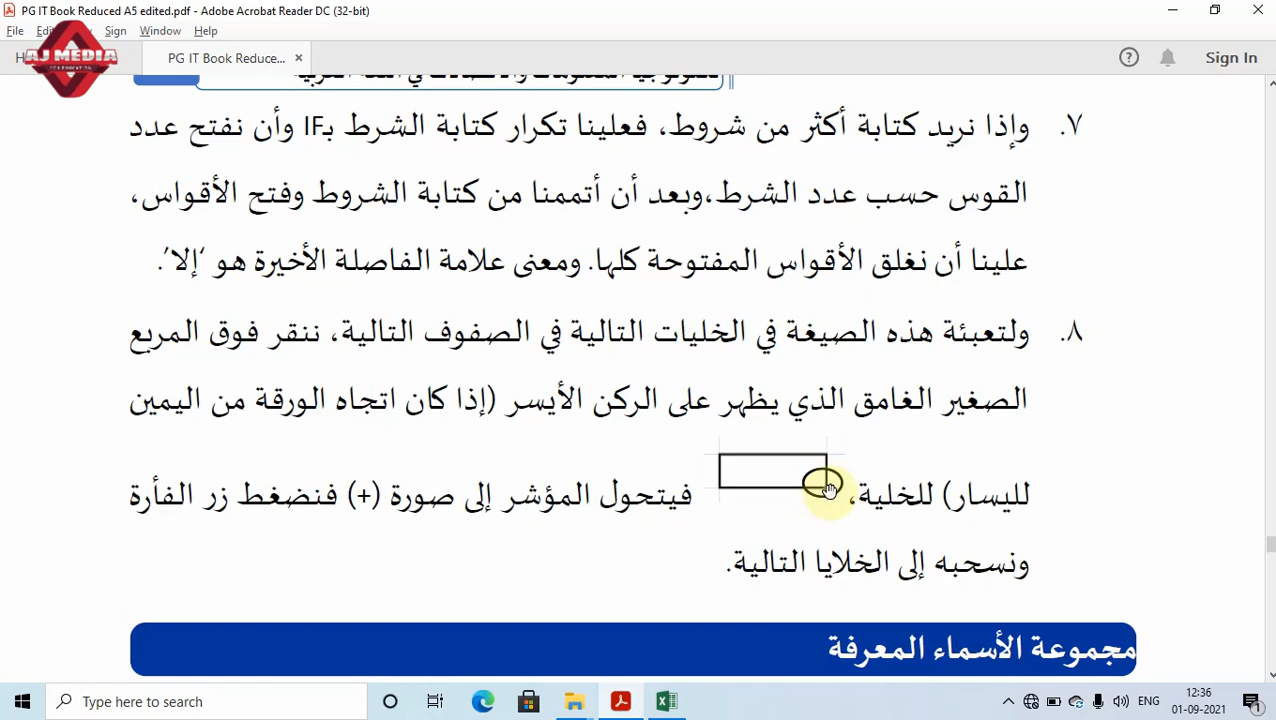 PG IT Book Reduced A5 edited.pdf - Adobe Acrobat Reader DC (32-bit)
File
Sign
Window
Help
AJ MEDIA
PG IT Book Reduce...
Sign In
٧. وإذا نريد كتابة أكثر من شروط، فعلينا تكرار كتابة الشرط بـIF وأن نفتح عدد
القوس حسب عدد الشرط،وبعد أن أتممنا من كتابة الشروط وفتح الأقواس،
علينا أن نغلق الأقواس المفتوحة كلها. ومعنى علامة الفاصلة الأخيرة هو ‘إلا’.
٨. ولتعبئة هذه الصيغة في الخليات التالية في الصفوف التالية، ننقر فوق المربع
الصغير الغامق الذي يظهر على الركن الأيسر (إذا كان اتجاه الورقة من اليمين
لليسار) للخلية، فيتحول المؤشر إلى صورة (+) فنضغط زر الفأرة
ونسحبه إلى الخلايا التالية.
مجموعة الأسماء المعرفة
Type here to search
ENG
12:36
01-09-2021